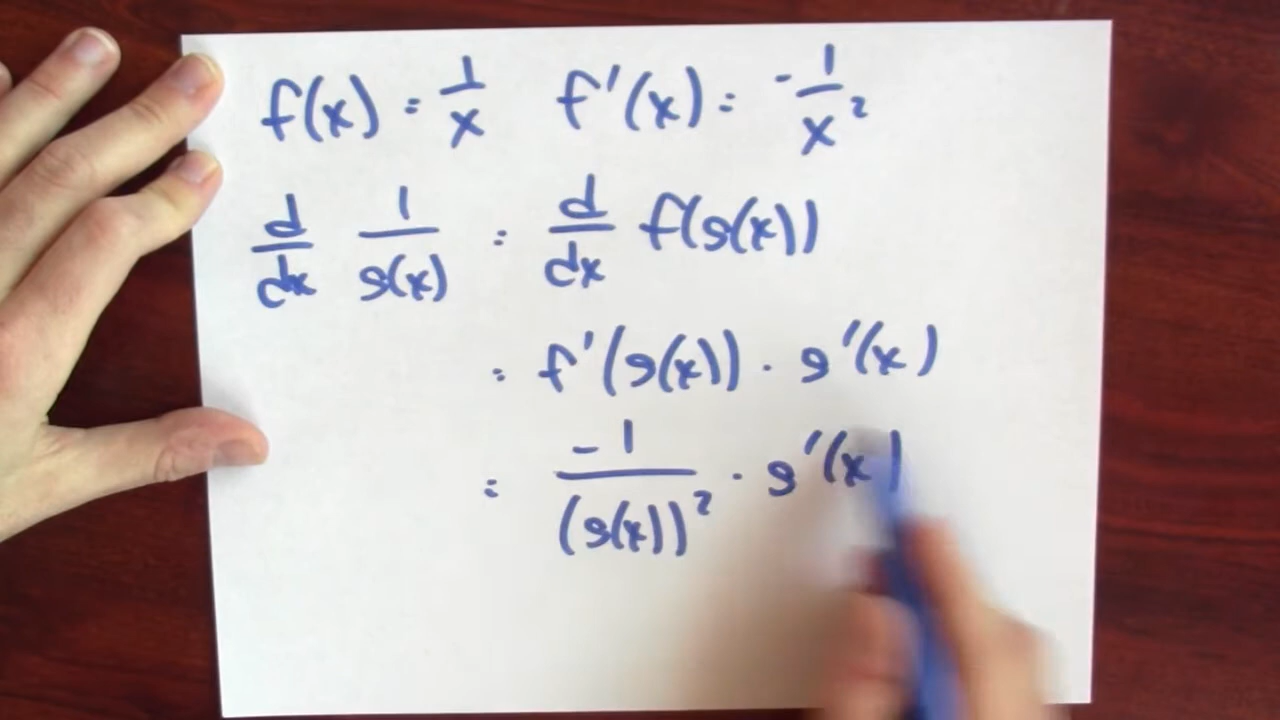 f(x) = 1/x f'(x) = -1/x²
d/dx 1/g(x) = d/dx f(g(x))
= f'(g(x)) · g'(x)
= -1/(g(x))² · g'(x)